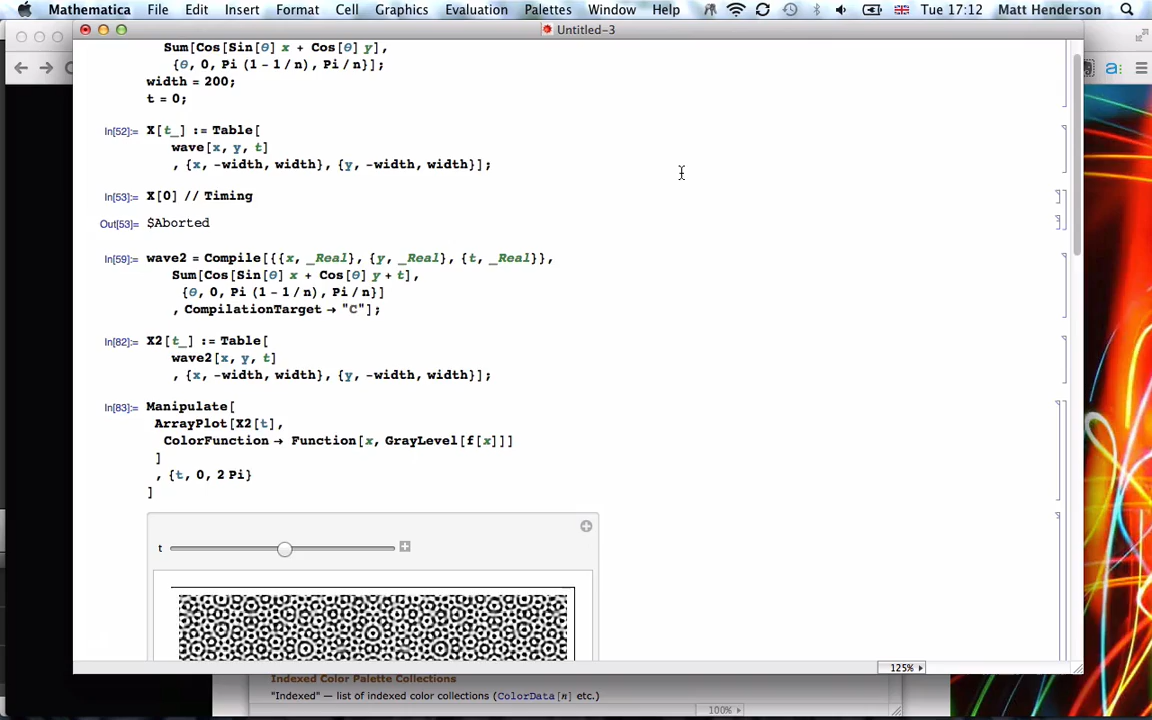 Mathematica File Edit Insert Format Cell Graphics Evaluation Palettes Window Help Tue 17:12 Matt Henderson
Untitled-3
Sum[Cos[Sin[θ] x + Cos[θ] y],
{θ, 0, Pi (1 - 1 / n), Pi / n}];
width = 200;
t = 0;
In[52]:= X[t_] := Table[
wave[x, y, t]
, {x, -width, width}, {y, -width, width}];
In[53]:= X[0] // Timing
Out[53]= $Aborted
In[59]:= wave2 = Compile[{{x, _Real}, {y, _Real}, {t, _Real}},
Sum[Cos[Sin[θ] x + Cos[θ] y + t],
{θ, 0, Pi (1 - 1 / n), Pi / n}]
, CompilationTarget → "C"];
In[82]:= X2[t_] := Table[
wave2[x, y, t]
, {x, -width, width}, {y, -width, width}];
In[83]:= Manipulate[
ArrayPlot[X2[t],
ColorFunction → Function[x, GrayLevel[f[x]]]
]
, {t, 0, 2 Pi}
]
t
125%
Indexed Color Palette Collections
"Indexed" — list of indexed color collections (ColorData[n] etc.)
100%
a: